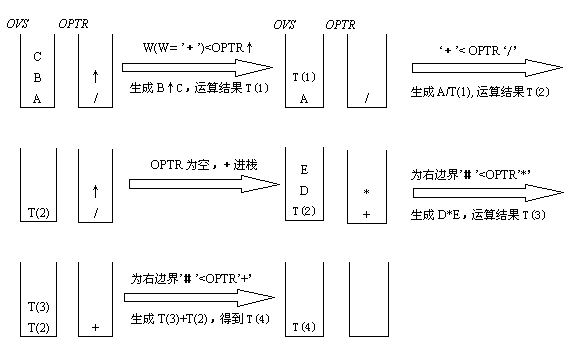 OVS OPTR OVS OPTR
W(W= '+')<OPTR↑ '+'< OPTR '/'
C
B ↑ T(1)
A / A /
生成 B↑C，运算结果 T(1) 生成 A/T(1), 运算结果 T(2)
OPTR 为空，+ 进栈 E 为右边界'#'<OPTR'*'
↑ D *
T(2) / T(2) +
生成 D*E，运算结果 T(3)
为右边界'#'<OPTR'+'
T(3) 生成 T(3)+T(2)，得到 T(4)
T(2) + T(4)